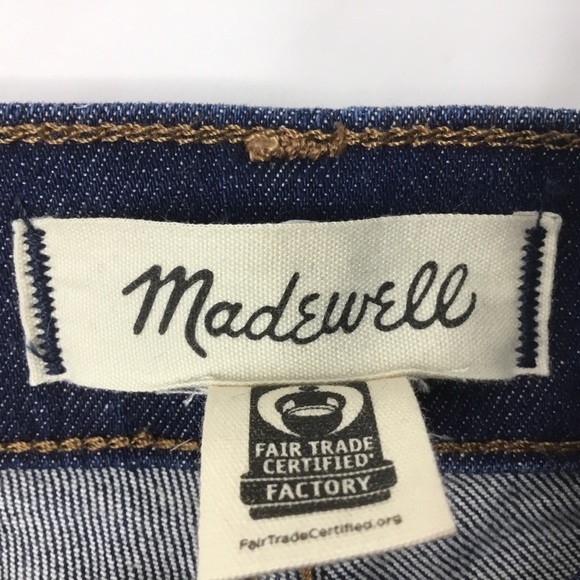 Madewell
FAIR TRADE
CERTIFIED
FACTORY
FairTradeCertified.org